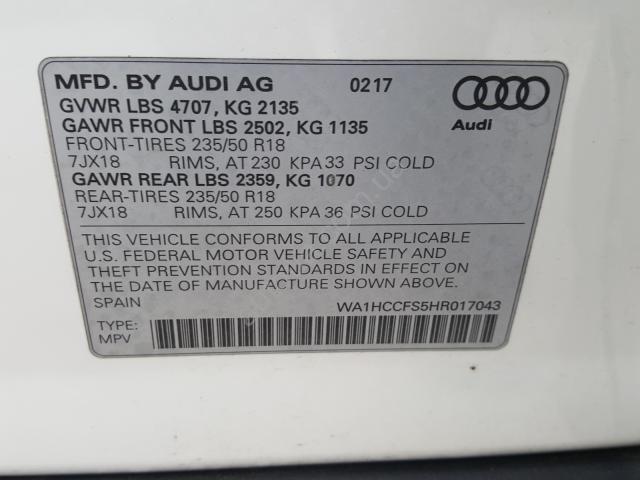 MFD. BY AUDI AG 0217
GVWR LBS 4707, KG 2135
GAWR FRONT LBS 2502, KG 1135
Audi
FRONT-TIRES 235/50 R18
7JX18 RIMS, AT 230 KPA 33 PSI COLD
GAWR REAR LBS 2359, KG 1070
REAR-TIRES 235/50 R18
7JX18 RIMS, AT 250 KPA 36 PSI COLD
THIS VEHICLE CONFORMS TO ALL APPLICABLE
U.S. FEDERAL MOTOR VEHICLE SAFETY AND
THEFT PREVENTION STANDARDS IN EFFECT ON
THE DATE OF MANUFACTURE SHOWN ABOVE.
SPAIN WA1HCCFS5HR017043
TYPE:
MPV